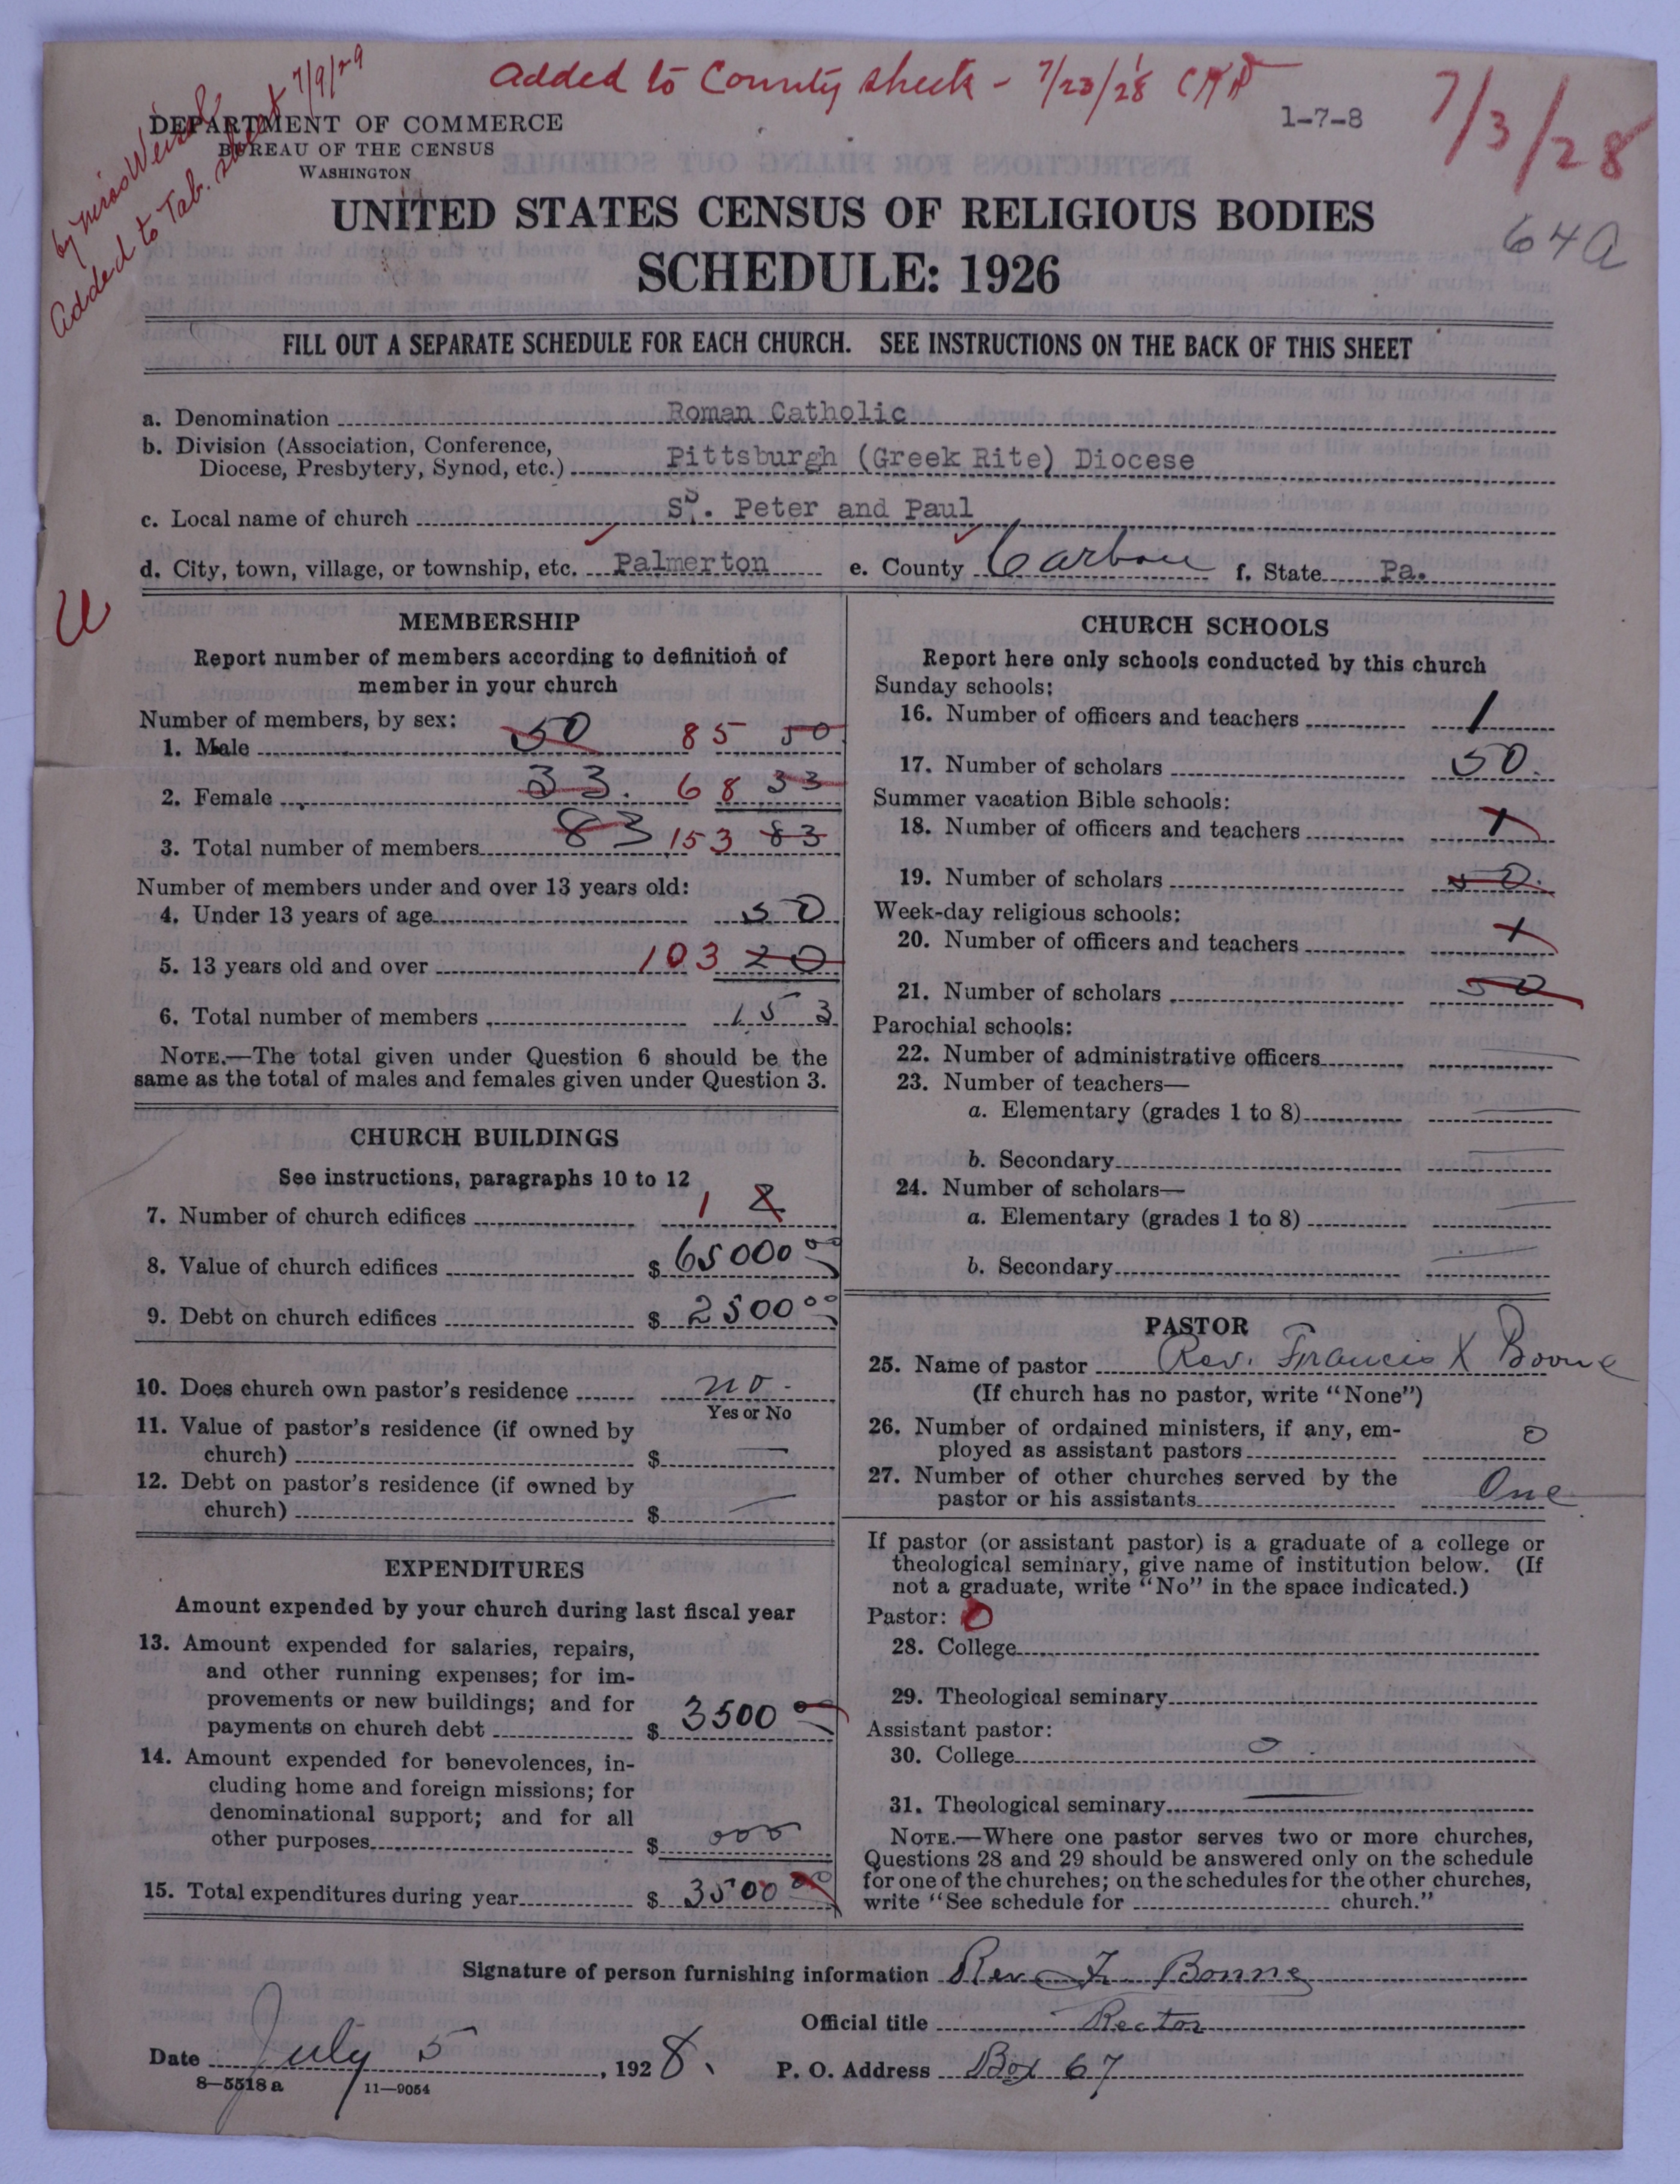 Added to County sheet - 7/23/28
7/3/28
Added to Tab. sheet 7/9/29
1-7-8
64a
DEPARTMENT OF COMMERCE
BUREAU OF THE CENSUS
WASHINGTON
UNITED STATES CENSUS OF RELIGIOUS BODIES
SCHEDULE: 1926
FILL OUT A SEPARATE SCHEDULE FOR EACH CHURCH. SEE INSTRUCTIONS ON THE BACK OF THIS SHEET
a. Denomination Roman Catholic
b. Division (Association, Conference,
Diocese, Presbytery, Synod, etc.) Pittsburgh (Greek Rite) Diocese
c. Local name of church SS. Peter and Paul
d. City, town, village, or township, etc. Palmerton e. County Carbon f. State Pa.
U
MEMBERSHIP
Report number of members according to definition of
member in your church
Number of members, by sex:
1. Male 50 85 50
2. Female 33. 68 33
3. Total number of members 83 153 83
Number of members under and over 13 years old:
4. Under 13 years of age 50
5. 13 years old and over 103 20
6. Total number of members 153
NOTE.—The total given under Question 6 should be the
same as the total of males and females given under Question 3.
CHURCH BUILDINGS
See instructions, paragraphs 10 to 12
7. Number of church edifices 1 2
8. Value of church edifices $ 65000 00
9. Debt on church edifices $ 2500 00
10. Does church own pastor's residence no -
Yes or No
11. Value of pastor's residence (if owned by
church) $ —
12. Debt on pastor's residence (if owned by
church) $ —
EXPENDITURES
Amount expended by your church during last fiscal year
13. Amount expended for salaries, repairs,
and other running expenses; for im-
provements or new buildings; and for
payments on church debt $ 3500 00
14. Amount expended for benevolences, in-
cluding home and foreign missions; for
denominational support; and for all
other purposes $ 000
15. Total expenditures during year $ 3500 00
CHURCH SCHOOLS
Report here only schools conducted by this church
Sunday schools:
16. Number of officers and teachers 1
17. Number of scholars 50.
Summer vacation Bible schools:
18. Number of officers and teachers 1
19. Number of scholars 50.
Week-day religious schools:
20. Number of officers and teachers 1
21. Number of scholars 50
Parochial schools:
22. Number of administrative officers —
23. Number of teachers—
a. Elementary (grades 1 to 8) —
b. Secondary —
24. Number of scholars—
a. Elementary (grades 1 to 8) —
b. Secondary —
PASTOR
25. Name of pastor Rev. Francis X Boone
(If church has no pastor, write "None")
26. Number of ordained ministers, if any, em-
ployed as assistant pastors 0
27. Number of other churches served by the
pastor or his assistants One
If pastor (or assistant pastor) is a graduate of a college or
theological seminary, give name of institution below. (If
not a graduate, write "No" in the space indicated.)
Pastor: 0
28. College
29. Theological seminary
Assistant pastor:
30. College 0
31. Theological seminary —
NOTE.—Where one pastor serves two or more churches,
Questions 28 and 29 should be answered only on the schedule
for one of the churches; on the schedules for the other churches,
write "See schedule for church."
Signature of person furnishing information Rev F Bonne
Official title Rector
Date July 5, 1928. P. O. Address Box 67
8—5518 a 11—9054